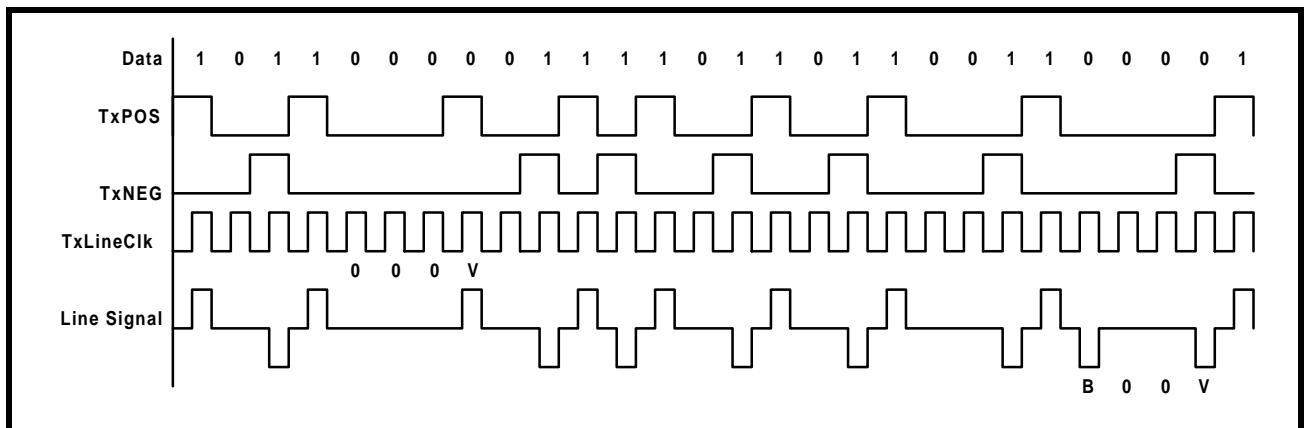 Data 1 0 1 1 0 0 0 0 0 1 1 1 1 0 1 1 0 1 1 0 0 1 1 0 0 0 0 1
TxPOS
TxNEG
TxLineClk
0 0 0 V
Line Signal
B 0 0 V